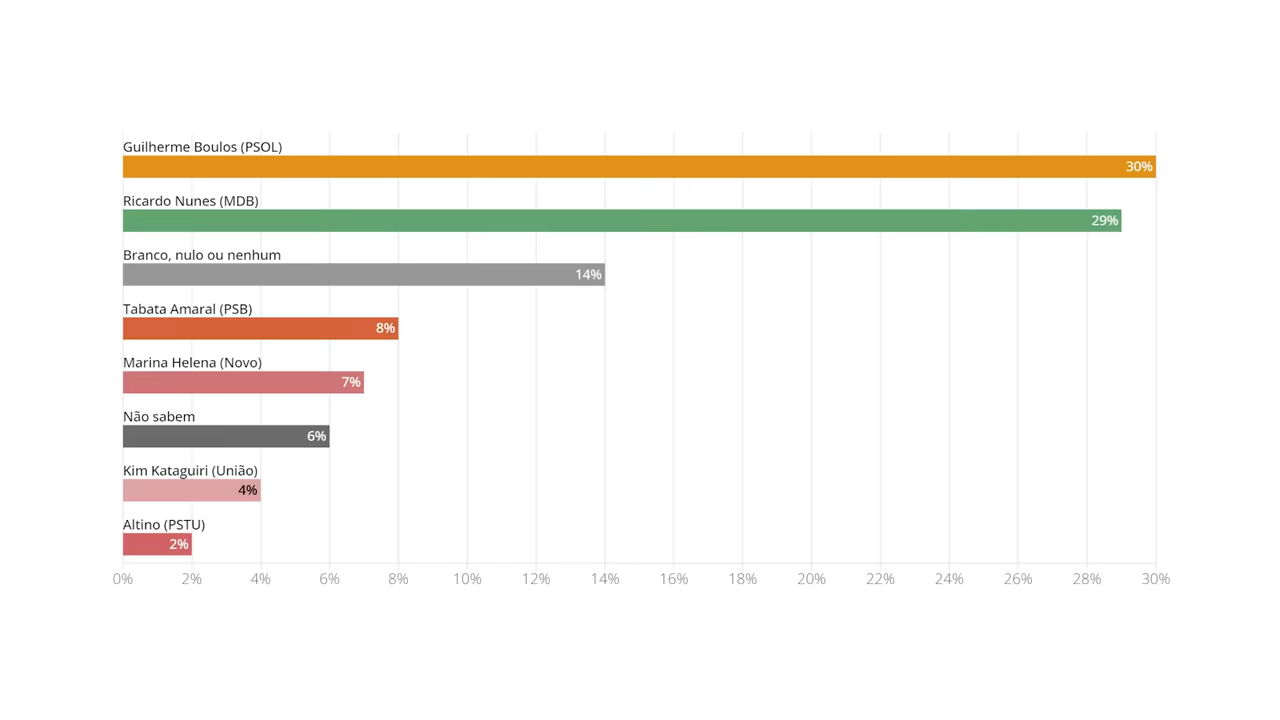 Guilherme Boulos (PSOL)
30%
Ricardo Nunes (MDB)
29%
Branco, nulo ou nenhum
14%
Tabata Amaral (PSB)
8%
Marina Helena (Novo)
7%
Não sabem
6%
Kim Kataguiri (União)
4%
Altino (PSTU)
2%
0% 2% 4% 6% 8% 10% 12% 14% 16% 18% 20% 22% 24% 26% 28% 30%